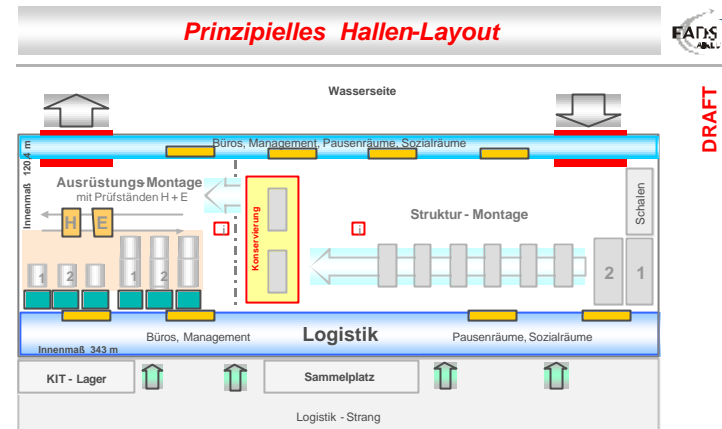 Prinzipielles Hallen-Layout
EADS
DRAFT
Wasserseite
Büros, Management, Pausenräume, Sozialräume
Innenmaß 120,4 m
Ausrüstungs-Montage
mit Prüfständen H + E
H E
Konservierung
i
i
Struktur - Montage
Schalen
1 2 1 2
2 1
Büros, Management
Logistik
Pausenräume, Sozialräume
Innenmaß 343 m
KIT - Lager
Sammelplatz
Logistik - Strang